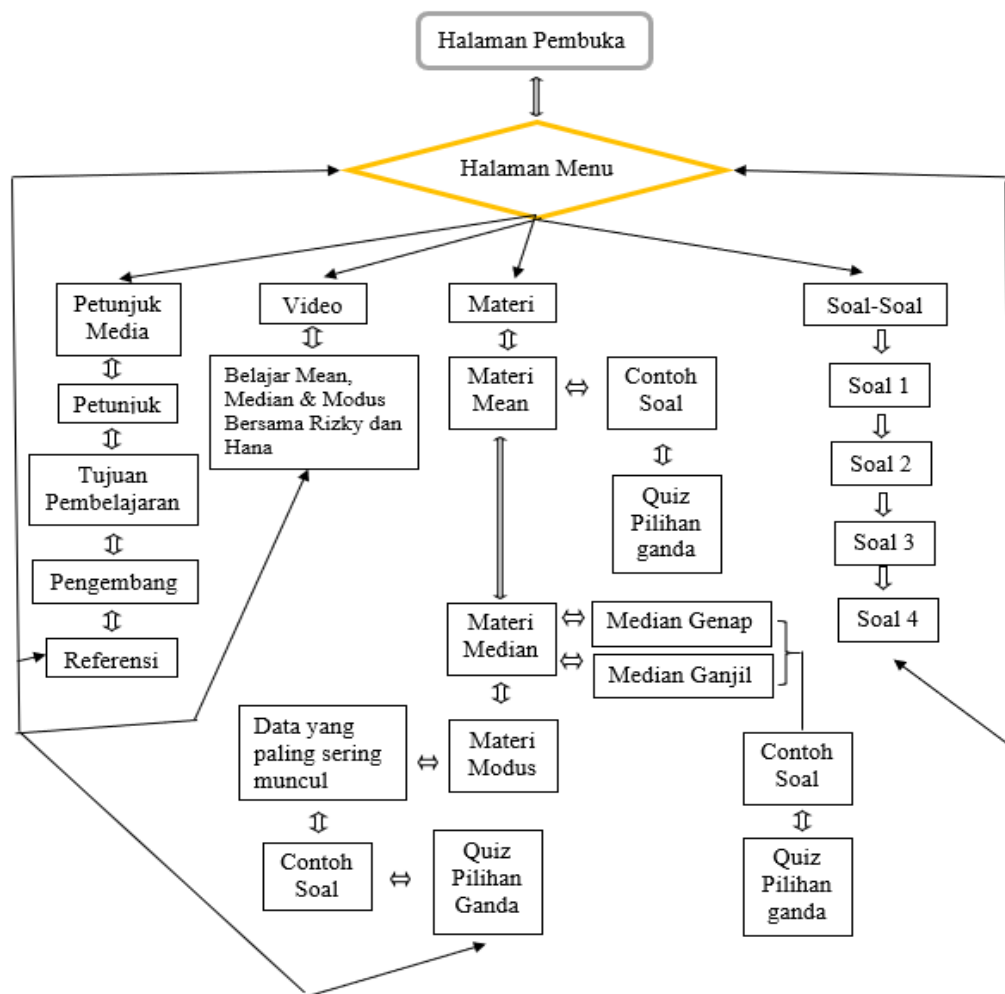 Halaman Pembuka
Halaman Menu
Petunjuk
Media
Petunjuk
Tujuan
Pembelajaran
Pengembang
Referensi
Video
Belajar Mean,
Median & Modus
Bersama Rizky dan
Hana
Materi
Materi
Mean
Contoh
Soal
Quiz
Pilihan
ganda
Materi
Median
Median Genap
Median Ganjil
Contoh
Soal
Quiz
Pilihan
ganda
Materi
Modus
Data yang
paling sering
muncul
Contoh
Soal
Quiz
Pilihan
Ganda
Soal-Soal
Soal 1
Soal 2
Soal 3
Soal 4